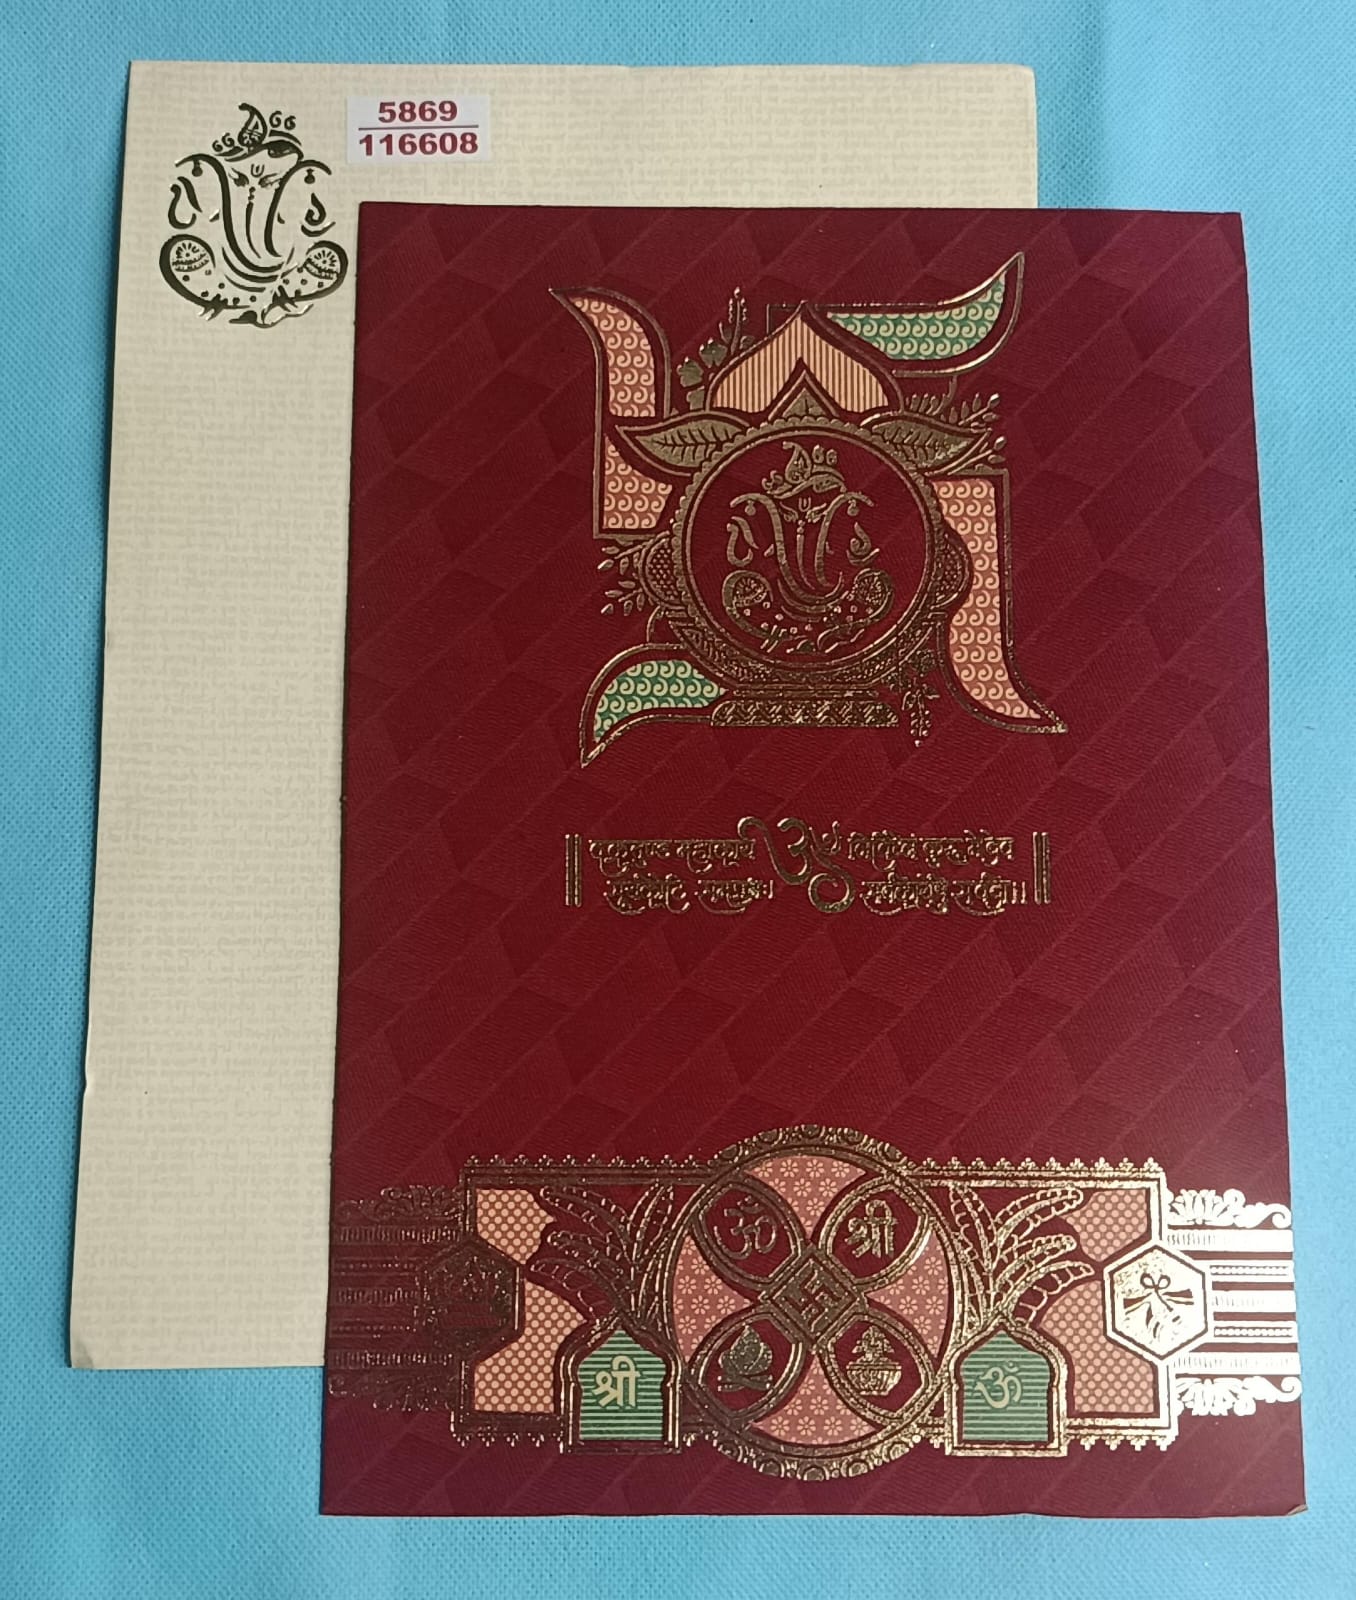 5869
116608
|| वक्रतुण्ड महाकाय ॐ निर्विघ्नं कुरु मे देव ||
सूर्यकोटि समप्रभः। सर्वकार्येषु सर्वदा।।
ॐ श्री
श्री ॐ